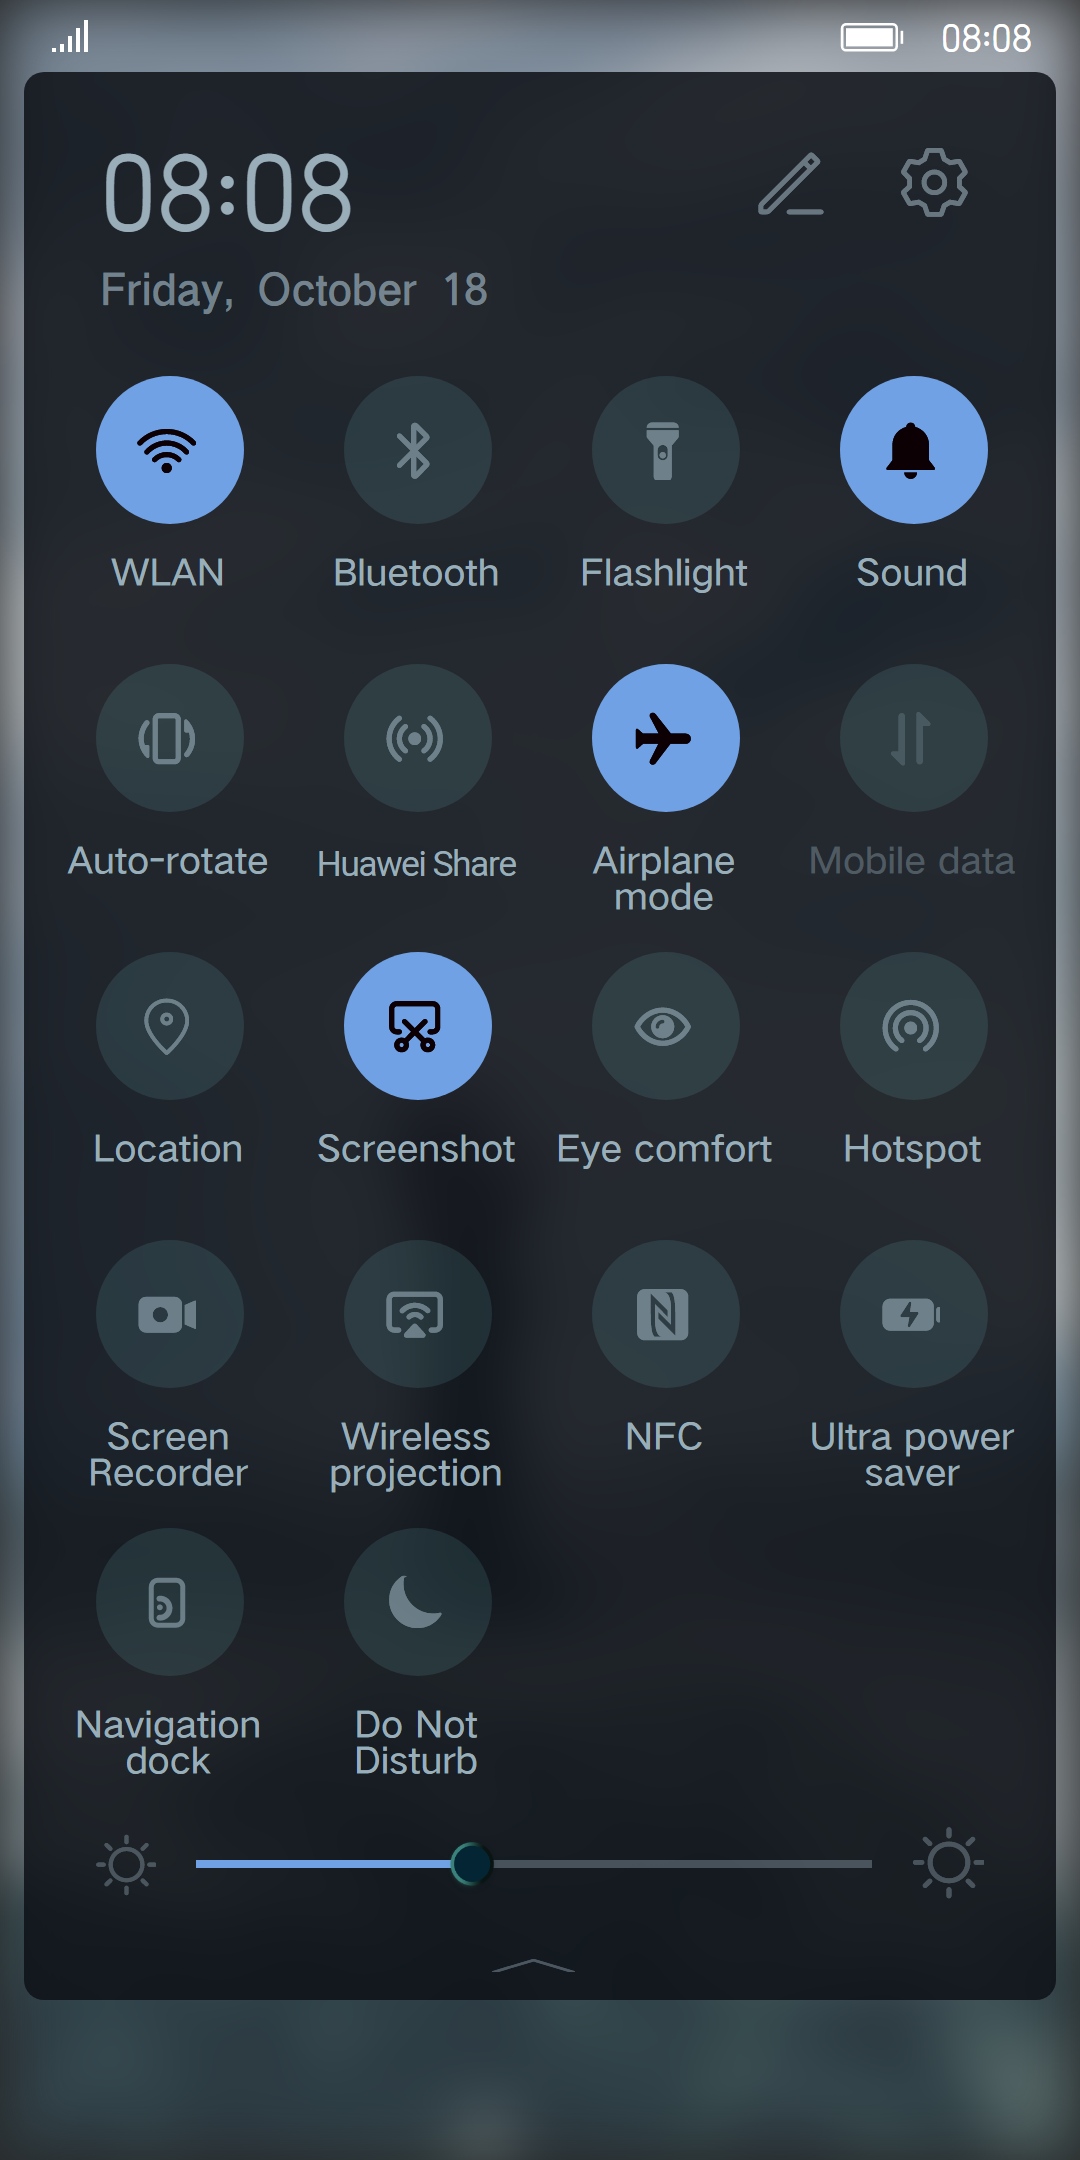 08:08
08:08
Friday, October 18
WLAN
Bluetooth
Flashlight
Sound
Auto-rotate
Huawei Share
Airplane
mode
Mobile data
Location
Screenshot
Eye comfort
Hotspot
Screen
Recorder
Wireless
projection
NFC
Ultra power
saver
Navigation
dock
Do Not
Disturb